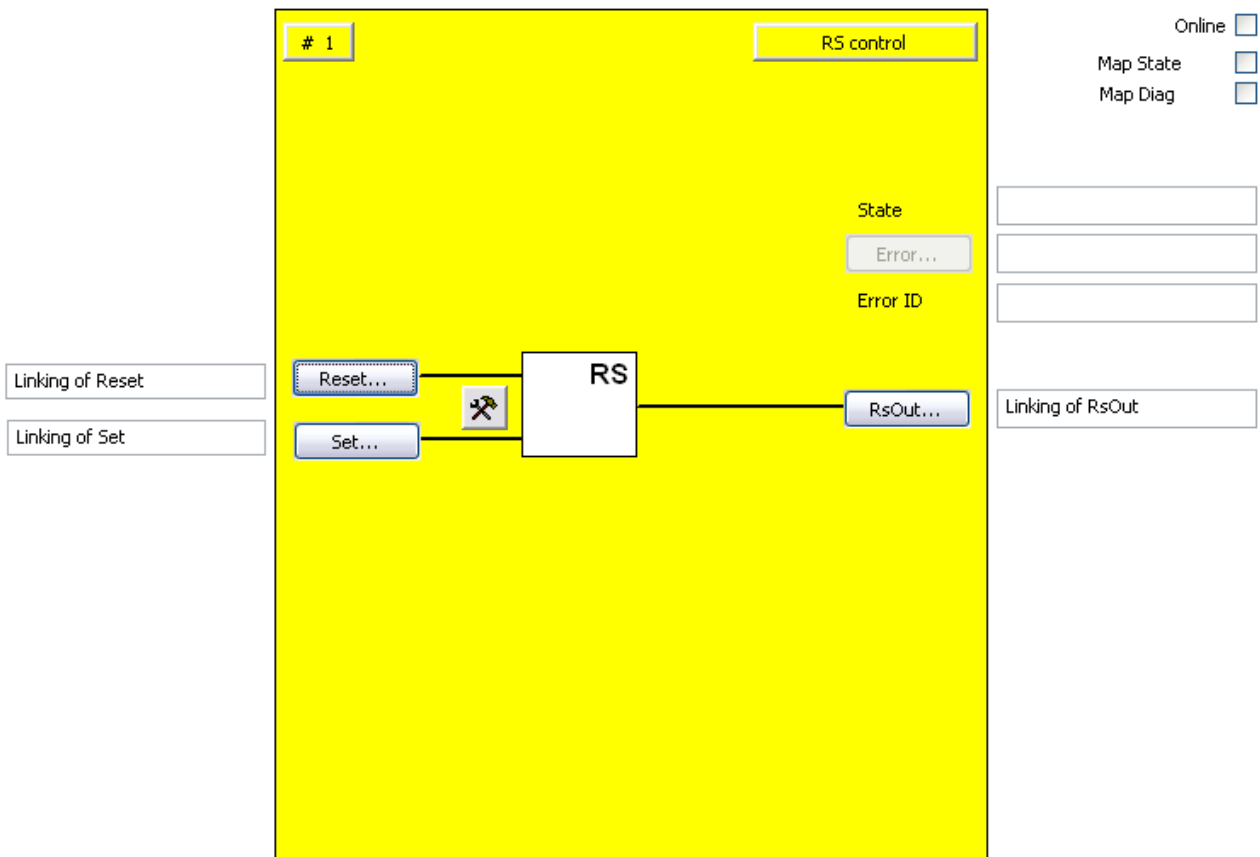 # 1
RS control
Online
Map State
Map Diag
State
Error...
Error ID
Linking of Reset
Reset...
RS
Linking of Set
Set...
RsOut...
Linking of RsOut